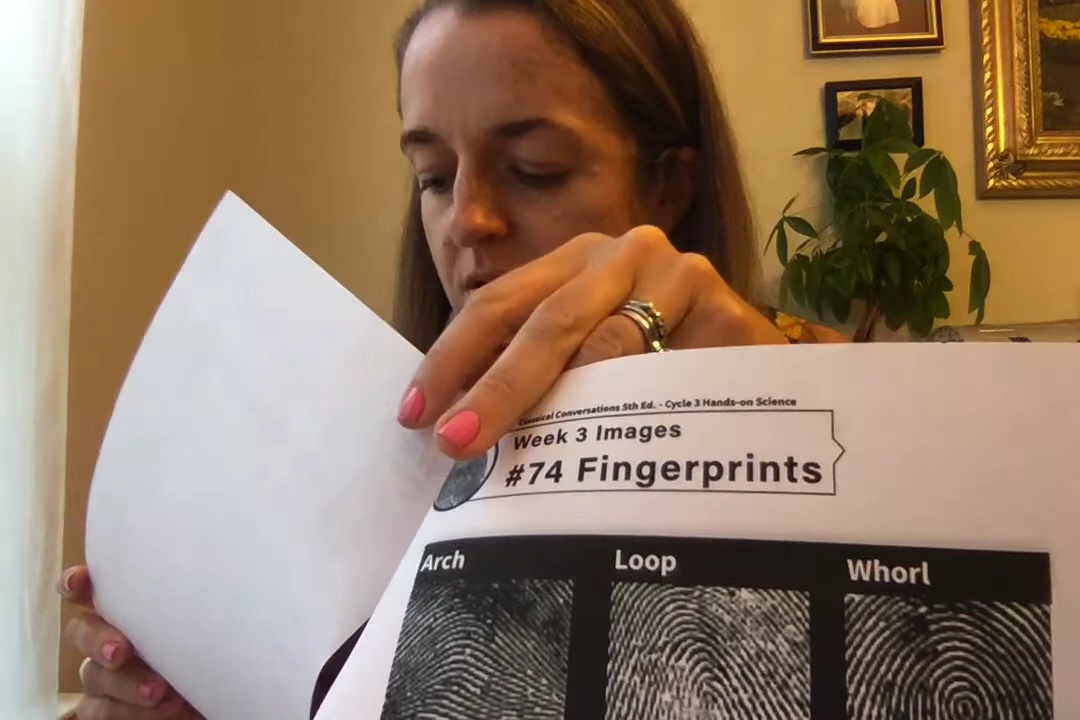 Classical Conversations 5th Ed. - Cycle 3 Hands-on Science
Week 3 Images
#74 Fingerprints
Arch
Loop
Whorl